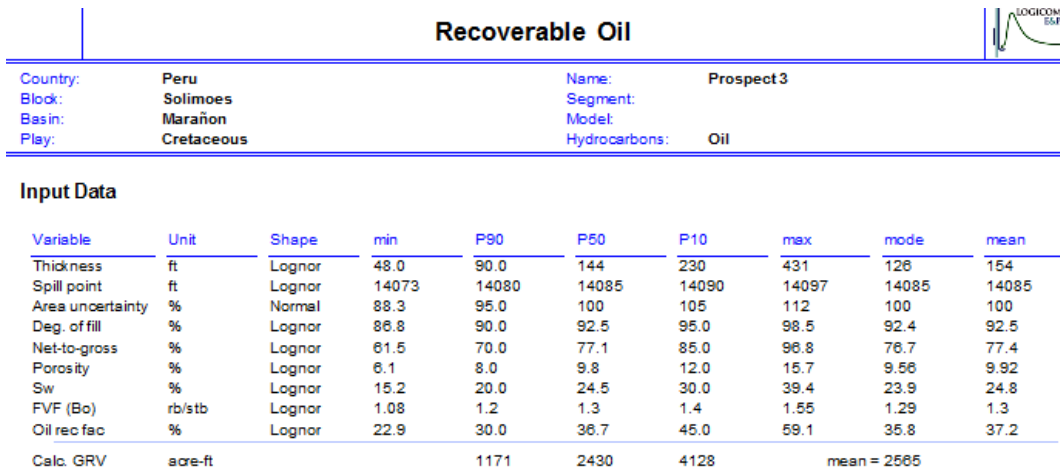 Recoverable Oil
LOGICOM
E&P
Country: Peru Name: Prospect 3
Block: Solimoes Segment:
Basin: Marañon Model:
Play: Cretaceous Hydrocarbons: Oil
Input Data
Variable Unit Shape min P90 P50 P10 max mode mean
Thickness ft Lognor 48.0 90.0 144 230 431 126 154
Spill point ft Lognor 14073 14080 14085 14090 14097 14085 14085
Area uncertainty % Normal 88.3 95.0 100 105 112 100 100
Deg. of fill % Lognor 86.8 90.0 92.5 95.0 98.5 92.4 92.5
Net-to-gross % Lognor 61.5 70.0 77.1 85.0 96.8 76.7 77.4
Porosity % Lognor 6.1 8.0 9.8 12.0 15.7 9.56 9.92
Sw % Lognor 15.2 20.0 24.5 30.0 39.4 23.9 24.8
FVF (Bo) rb/stb Lognor 1.08 1.2 1.3 1.4 1.55 1.29 1.3
Oil rec fac % Lognor 22.9 30.0 36.7 45.0 59.1 35.8 37.2
Calc. GRV acre-ft 1171 2430 4128 mean = 2565